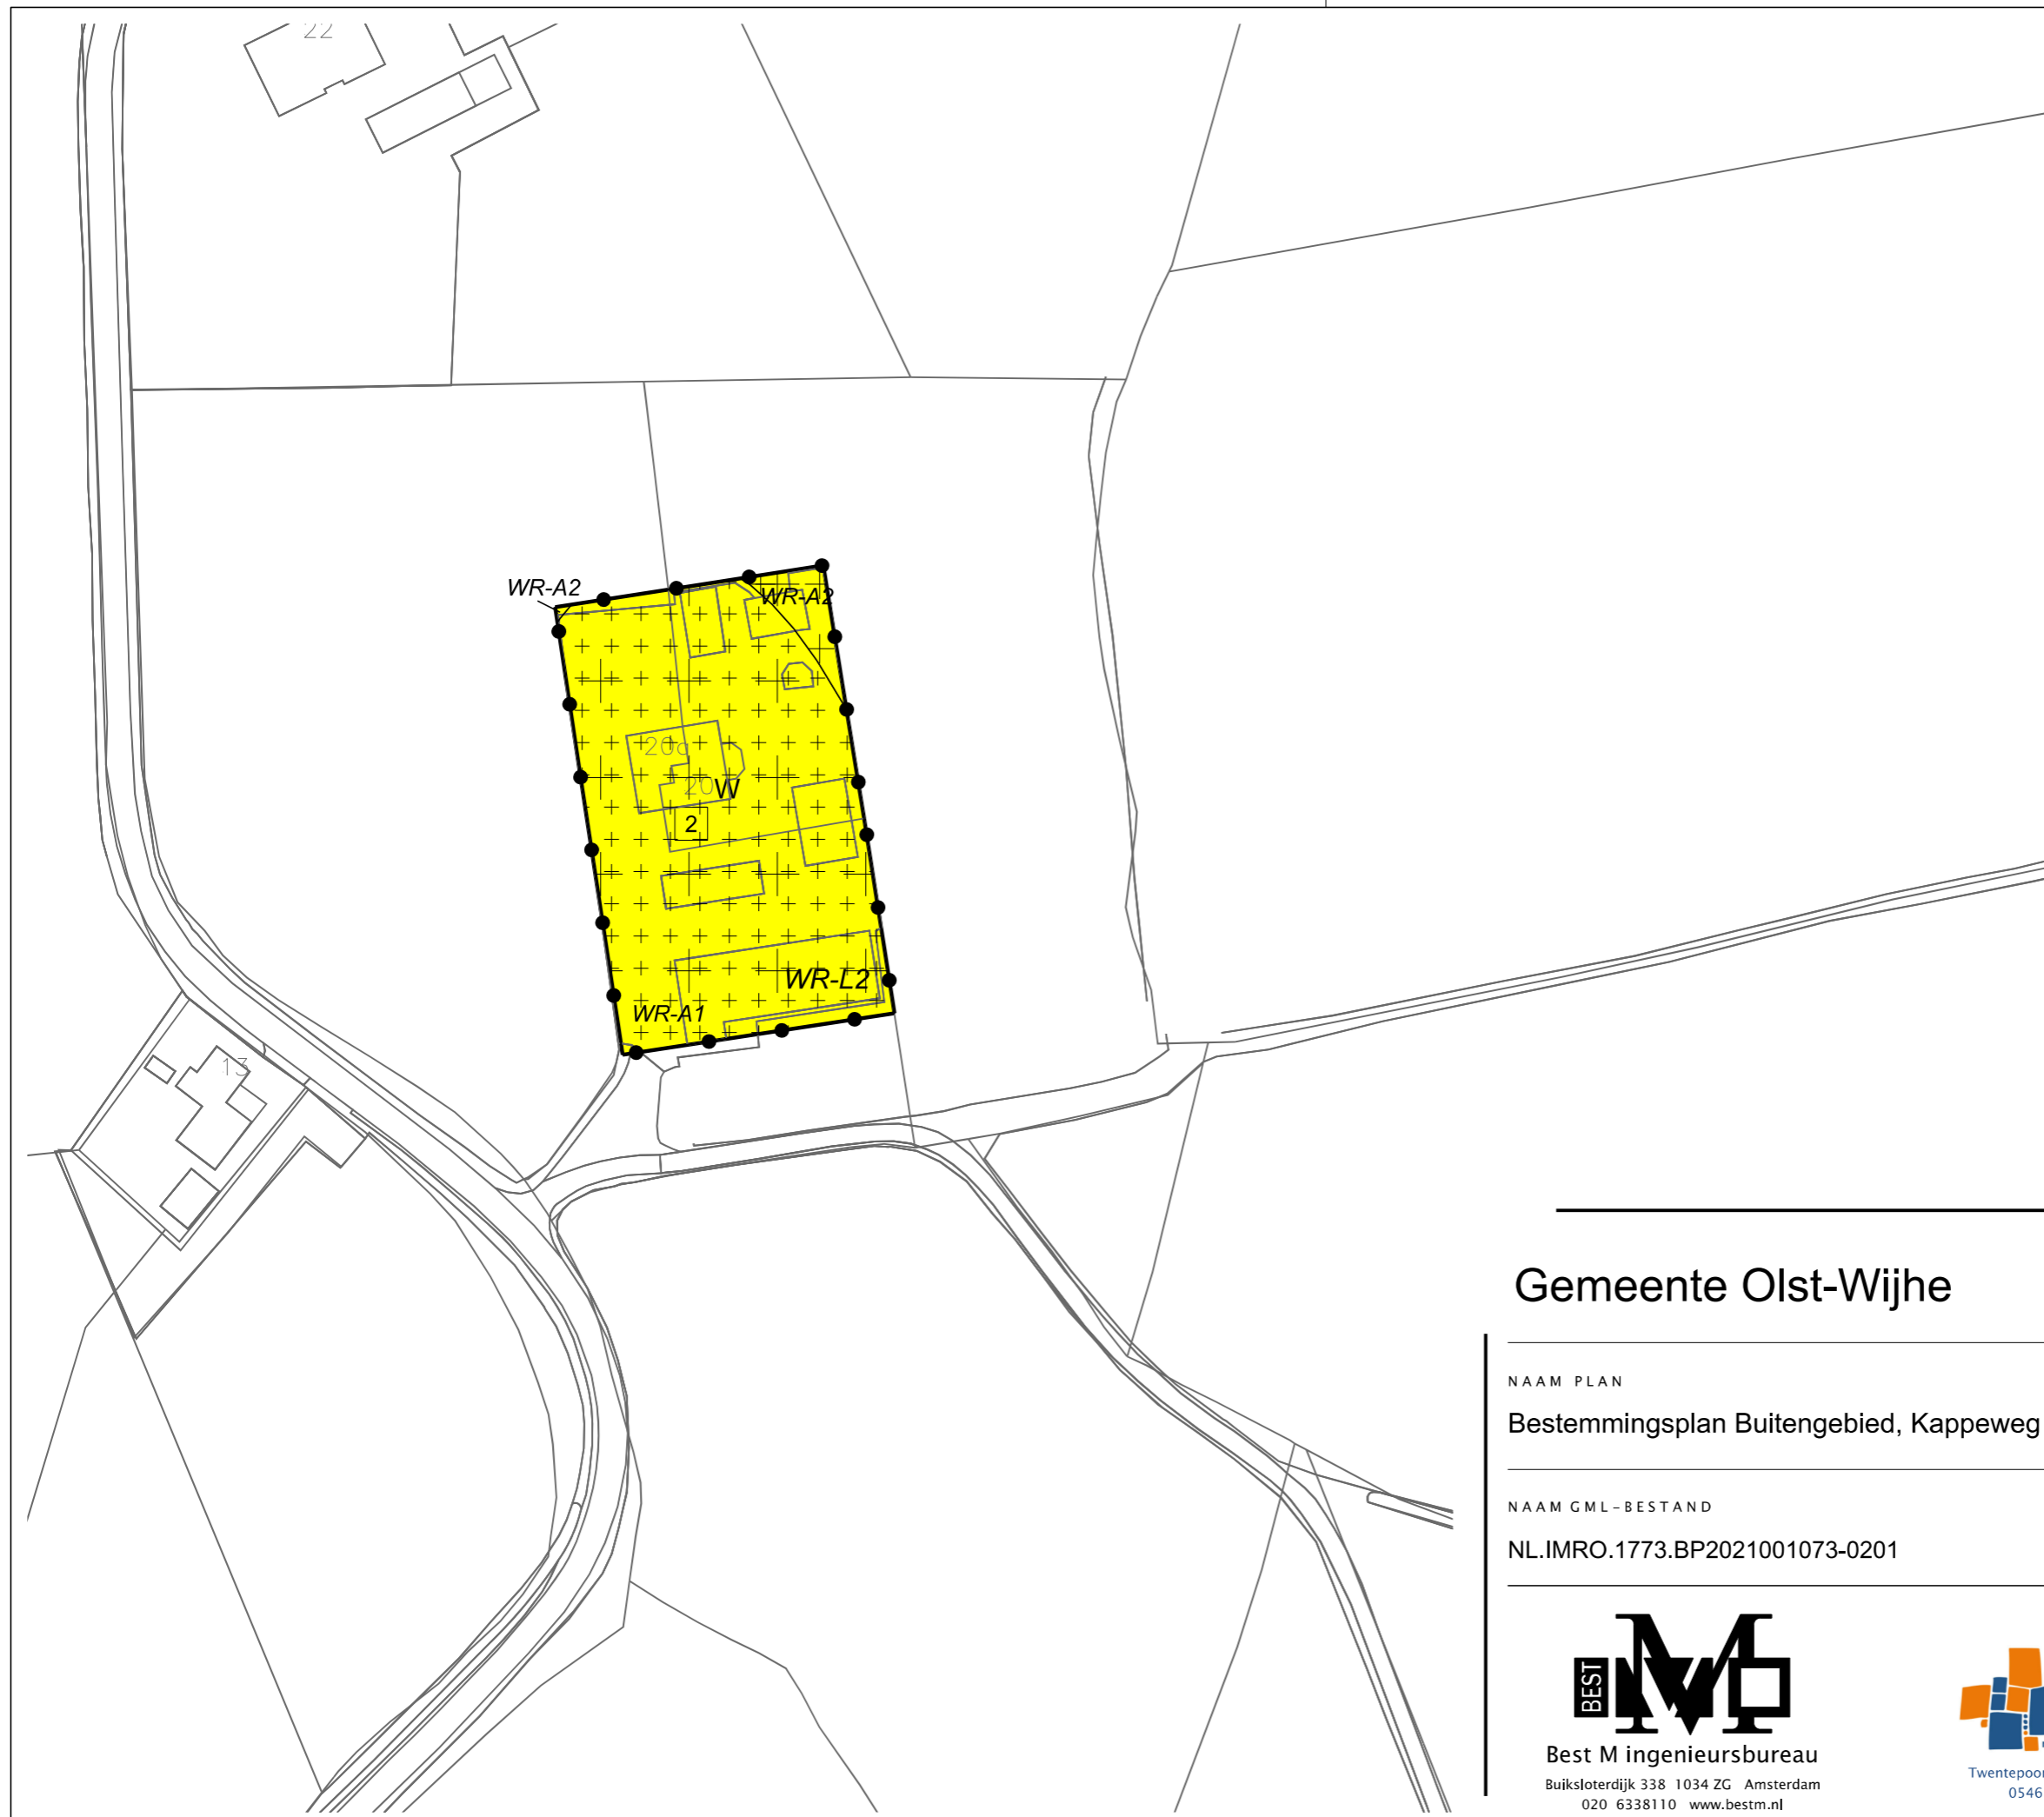 22
WR-A2
WR-A2
20a
20
W
2
WR-L2
WR-A1
13
Gemeente Olst-Wijhe
NAAM PLAN
Bestemmingsplan Buitengebied, Kappeweg
NAAM GML-BESTAND
NL.IMRO.1773.BP2021001073-0201
BEST
M
Best M ingenieursbureau
Buiksloterdijk 338 1034 ZG Amsterdam
020 6338110 www.bestm.nl
Twentepoor
0546